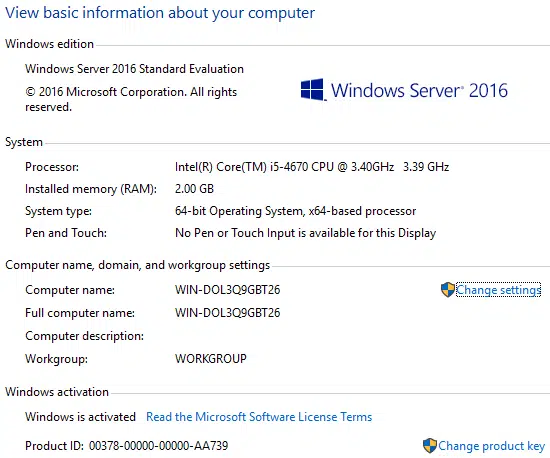 View basic information about your computer
Windows edition
Windows Server 2016 Standard Evaluation
© 2016 Microsoft Corporation. All rights
reserved.
Windows Server® 2016
System
Processor: Intel(R) Core(TM) i5-4670 CPU @ 3.40GHz 3.39 GHz
Installed memory (RAM): 2.00 GB
System type: 64-bit Operating System, x64-based processor
Pen and Touch: No Pen or Touch Input is available for this Display
Computer name, domain, and workgroup settings
Computer name: WIN-DOL3Q9GBT26 Change settings
Full computer name: WIN-DOL3Q9GBT26
Computer description:
Workgroup: WORKGROUP
Windows activation
Windows is activated Read the Microsoft Software License Terms
Product ID: 00378-00000-00000-AA739 Change product key